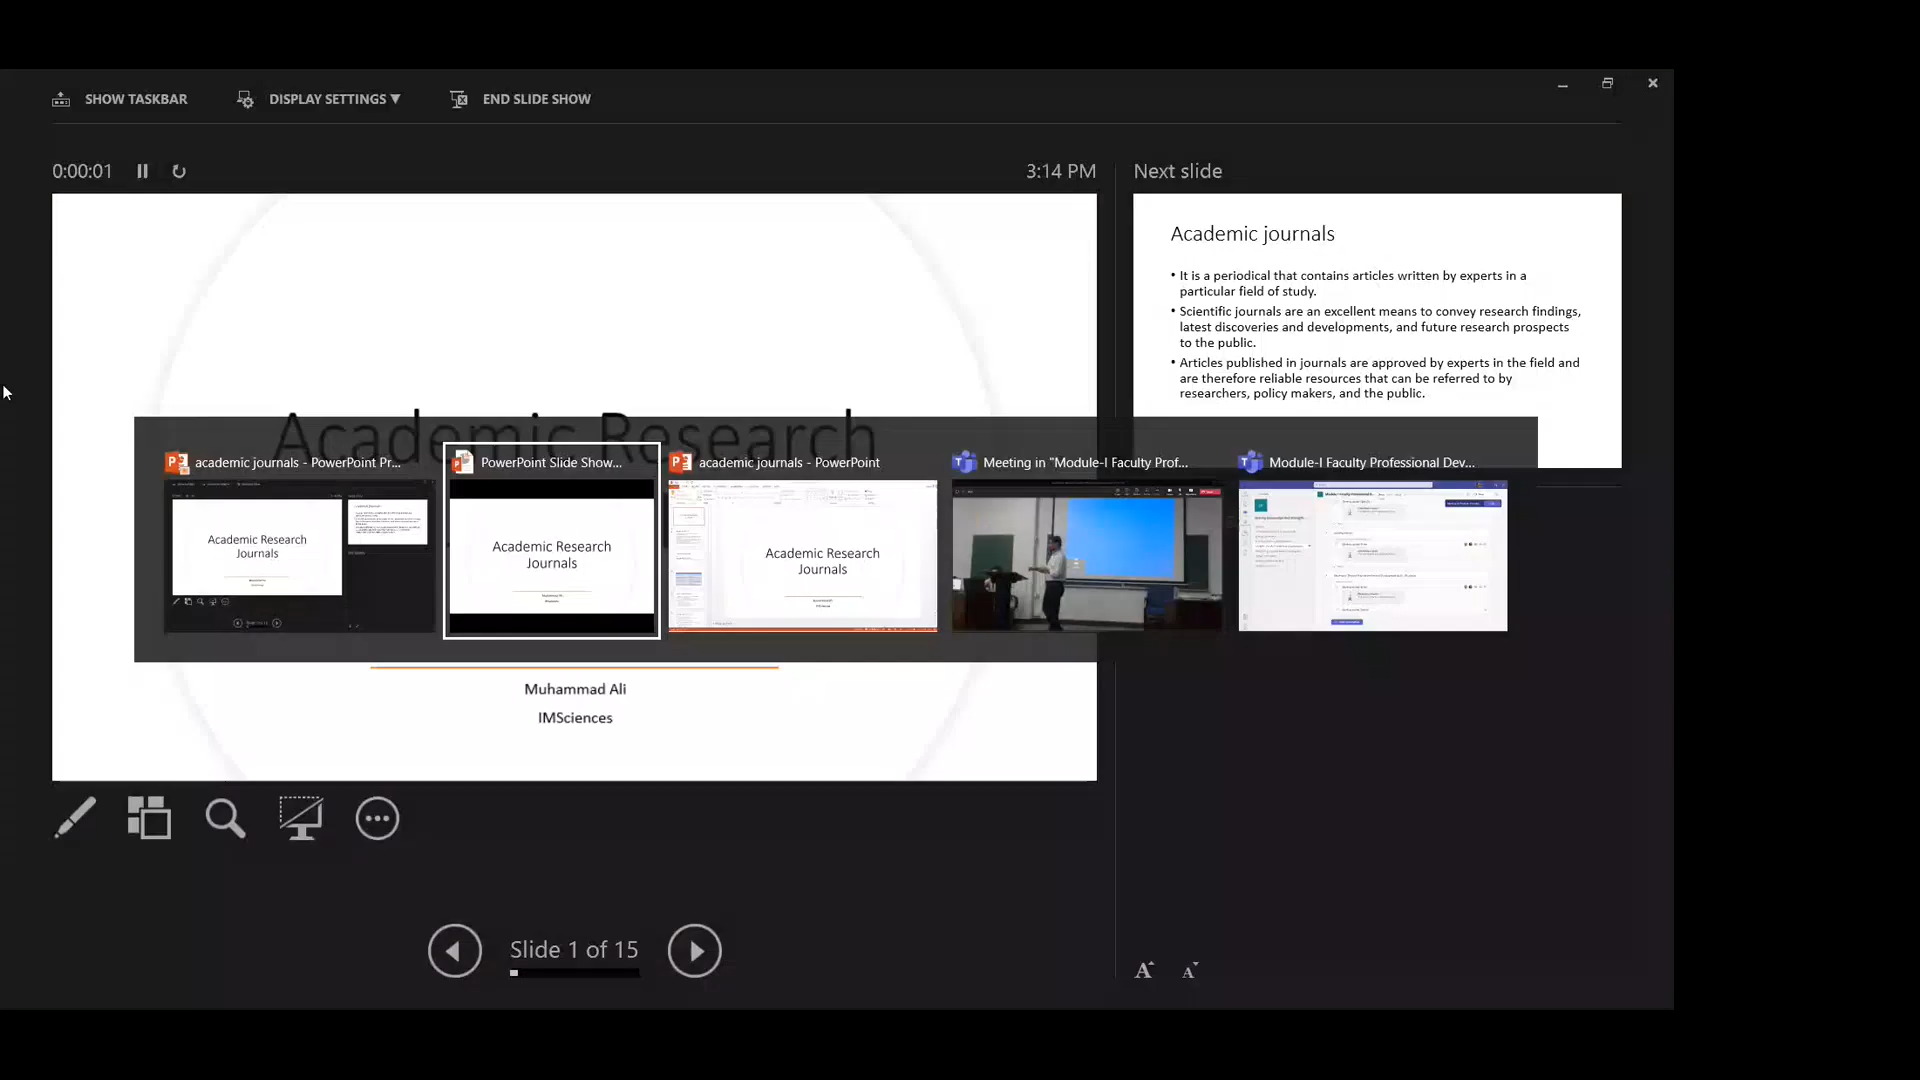 SHOW TASKBAR
DISPLAY SETTINGS ▼
END SLIDE SHOW
0:00:01
3:14 PM
Next slide
Academic journals
• It is a periodical that contains articles written by experts in a
particular field of study.
• Scientific journals are an excellent means to convey research findings,
latest discoveries and developments, and future research prospects
to the public.
• Articles published in journals are approved by experts in the field and
are therefore reliable resources that can be referred to by
researchers, policy makers, and the public.
Academic Research
academic journals - PowerPoint Pr...
PowerPoint Slide Show...
academic journals - PowerPoint
Meeting in "Module-I Faculty Prof...
Module-I Faculty Professional Dev...
Academic Research
Journals
Academic Research
Journals
Academic Research
Journals
Muhammad Ali
IMSciences
Slide 1 of 15
A
A